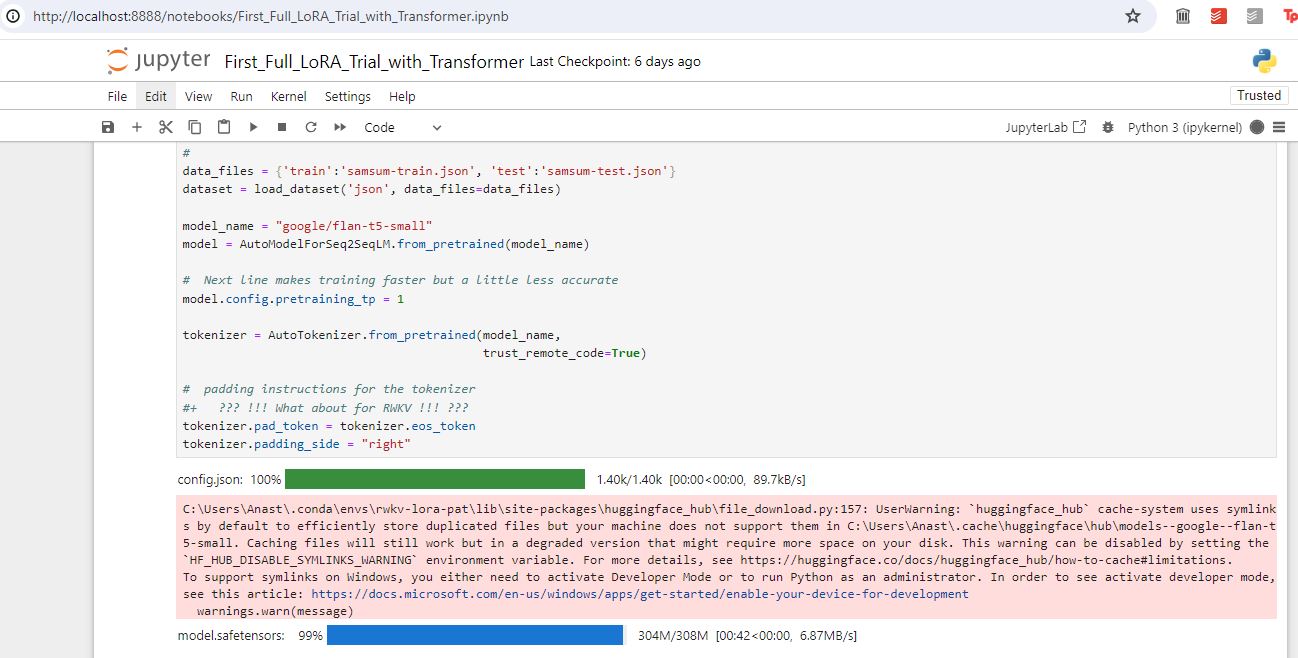 http://localhost:8888/notebooks/First_Full_LoRA_Trial_with_Transformer.ipynb
Tp
jupyter First_Full_LoRA_Trial_with_Transformer Last Checkpoint: 6 days ago
File Edit View Run Kernel Settings Help Trusted
Code JupyterLab Python 3 (ipykernel)
#
data_files = {'train':'samsum-train.json', 'test':'samsum-test.json'}
dataset = load_dataset('json', data_files=data_files)
model_name = "google/flan-t5-small"
model = AutoModelForSeq2SeqLM.from_pretrained(model_name)
#  Next line makes training faster but a little less accurate
model.config.pretraining_tp = 1
tokenizer = AutoTokenizer.from_pretrained(model_name,
trust_remote_code=True)
#  padding instructions for the tokenizer
#+   ??? !!! What about for RWKV !!! ???
tokenizer.pad_token = tokenizer.eos_token
tokenizer.padding_side = "right"
config.json: 100% 1.40k/1.40k [00:00<00:00, 89.7kB/s]
C:\Users\Anast\.conda\envs\rwkv-lora-pat\lib\site-packages\huggingface_hub\file_download.py:157: UserWarning: `huggingface_hub` cache-system uses symlink
s by default to efficiently store duplicated files but your machine does not support them in C:\Users\Anast\.cache\huggingface\hub\models--google--flan-t
5-small. Caching files will still work but in a degraded version that might require more space on your disk. This warning can be disabled by setting the
`HF_HUB_DISABLE_SYMLINKS_WARNING` environment variable. For more details, see https://huggingface.co/docs/huggingface_hub/how-to-cache#limitations.
To support symlinks on Windows, you either need to activate Developer Mode or to run Python as an administrator. In order to see activate developer mode,
see this article: https://docs.microsoft.com/en-us/windows/apps/get-started/enable-your-device-for-development
warnings.warn(message)
model.safetensors: 99% 304M/308M [00:42<00:00, 6.87MB/s]